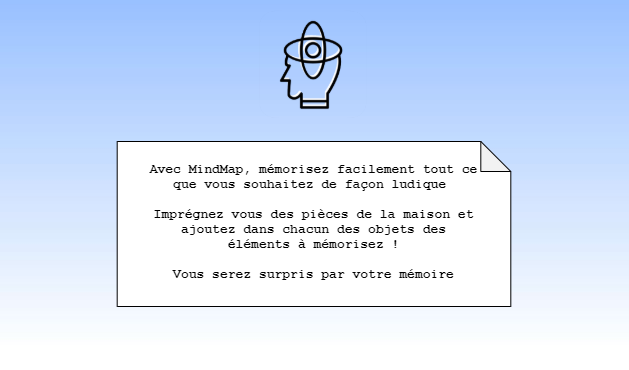 Avec MindMap, mémorisez facilement tout ce
que vous souhaitez de façon ludique
Imprégnez vous des pièces de la maison et
ajoutez dans chacun des objets des
éléments à mémorisez !
Vous serez surpris par votre mémoire